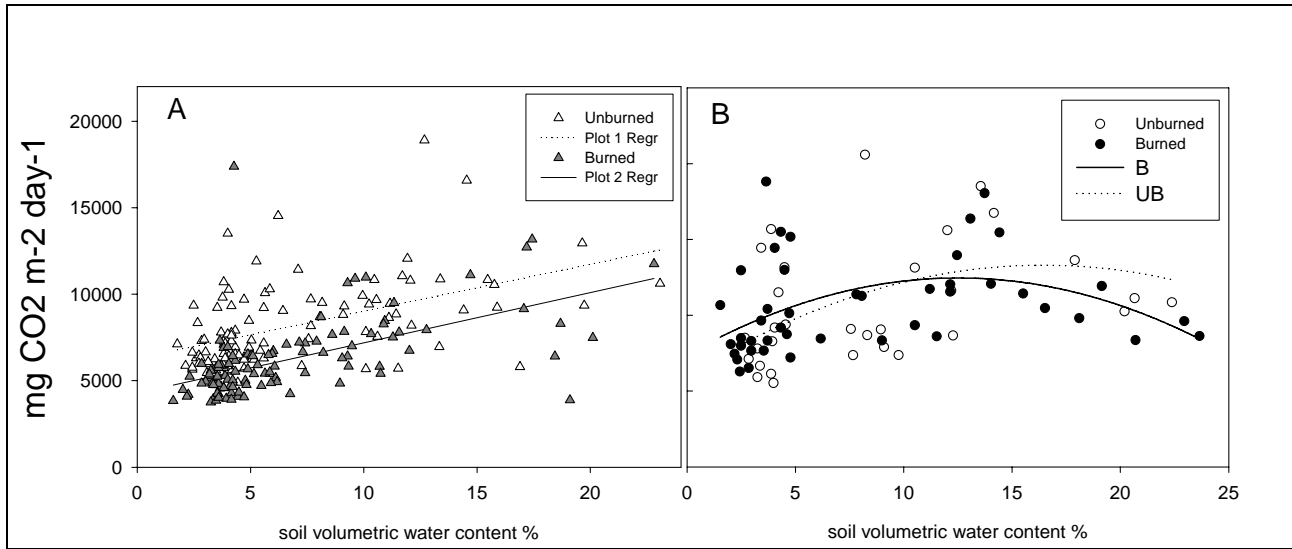 A
Unburned
Plot 1 Regr
Burned
Plot 2 Regr
B
Unburned
Burned
B
UB
mg CO2 m-2 day-1
20000
15000
10000
5000
0
0 5 10 15 20
0 5 10 15 20 25
soil volumetric water content %
soil volumetric water content %